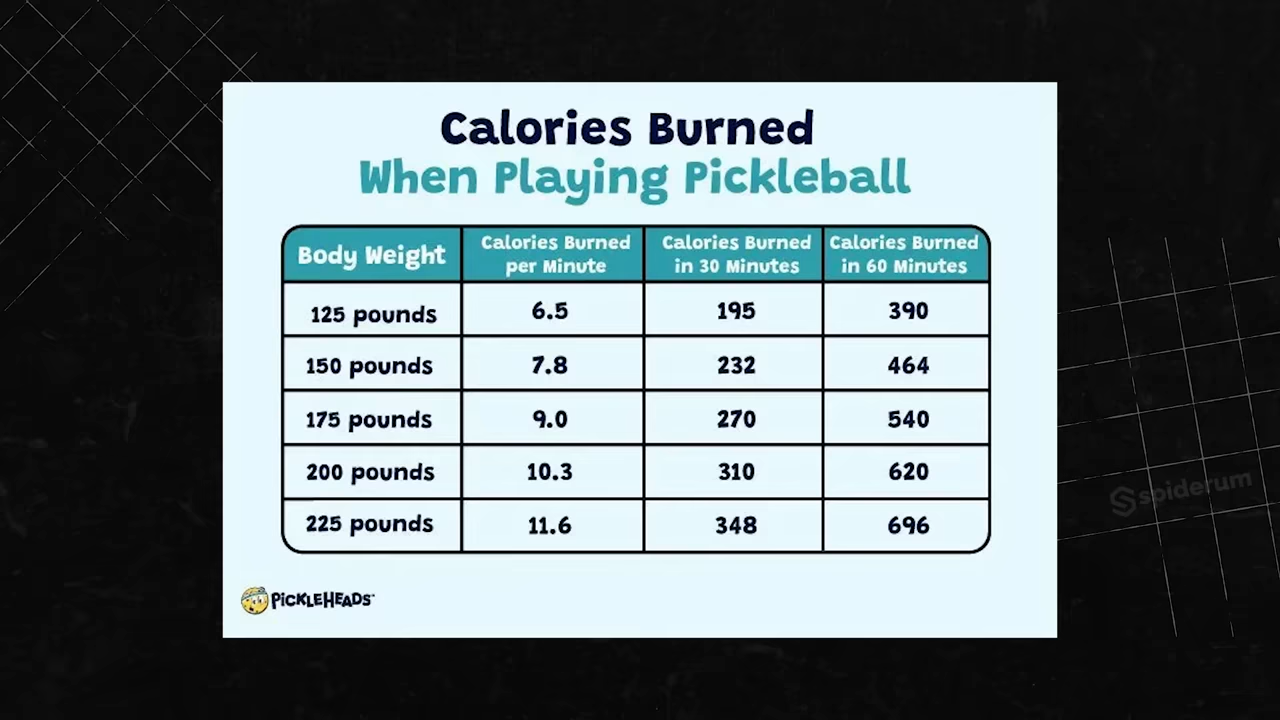 Calories Burned
When Playing Pickleball
Body Weight
Calories Burned
per Minute
Calories Burned
in 30 Minutes
Calories Burned
in 60 Minutes
125 pounds 6.5 195 390
150 pounds 7.8 232 464
175 pounds 9.0 270 540
200 pounds 10.3 310 620
225 pounds 11.6 348 696
spiderum
PICKLEHEADS™